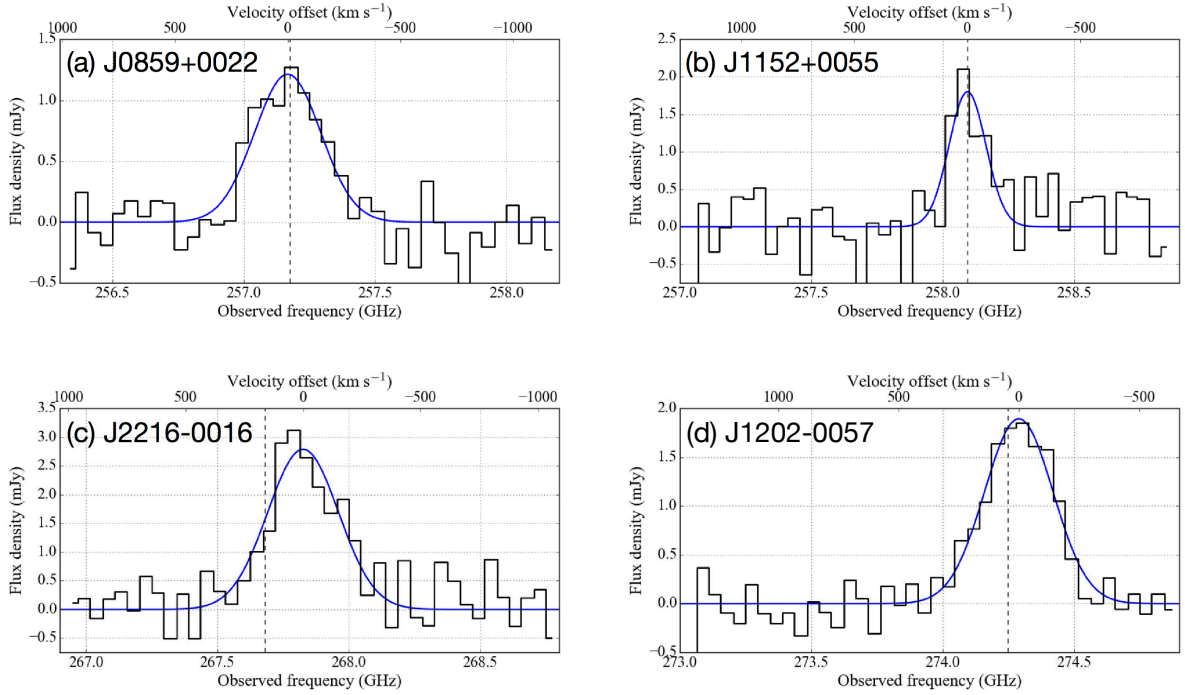 Velocity offset (km s⁻¹)
1000 500 0 −500 −1000
(a) J0859+0022
1.5
1.0
0.5
0.0
−0.5
Flux density (mJy)
256.5 257.0 257.5 258.0
Observed frequency (GHz)
Velocity offset (km s⁻¹)
1000 500 0 −500
(b) J1152+0055
2.5
2.0
1.5
1.0
0.5
0.0
−0.5
Flux density (mJy)
257.0 257.5 258.0 258.5
Observed frequency (GHz)
Velocity offset (km s⁻¹)
1000 500 0 −500 −1000
(c) J2216-0016
3.5
3.0
2.5
2.0
1.5
1.0
0.5
0.0
−0.5
Flux density (mJy)
267.0 267.5 268.0 268.5
Observed frequency (GHz)
Velocity offset (km s⁻¹)
1000 500 0 −500
(d) J1202-0057
2.0
1.5
1.0
0.5
0.0
−0.5
Flux density (mJy)
273.0 273.5 274.0 274.5
Observed frequency (GHz)